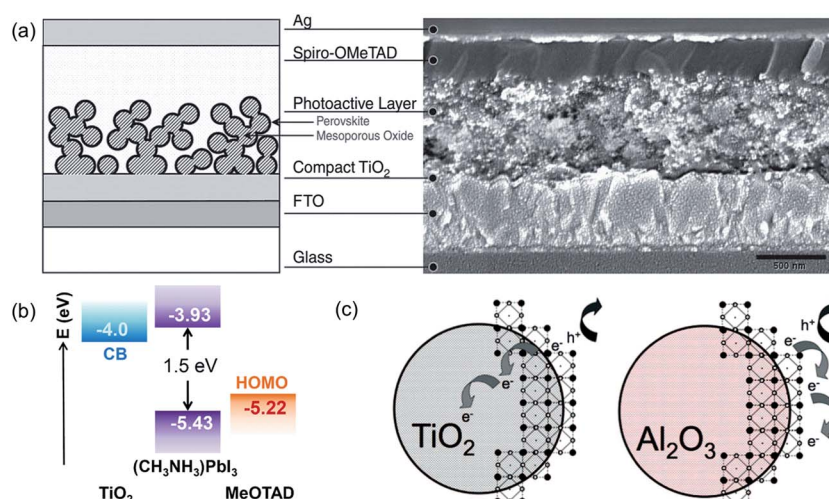 (a)
Ag
Spiro-OMeTAD
Photoactive Layer
Perovskite
Mesoporous Oxide
Compact TiO₂
FTO
Glass
500 nm
(b)
E (eV)
-4.0
CB
-3.93
1.5 eV
HOMO
-5.22
-5.43
(CH₃NH₃)PbI₃
TiO₂
MeOTAD
(c)
h⁺
e⁻
e⁻
e⁻
TiO₂
h⁺
e⁻
e⁻
e⁻
Al₂O₃